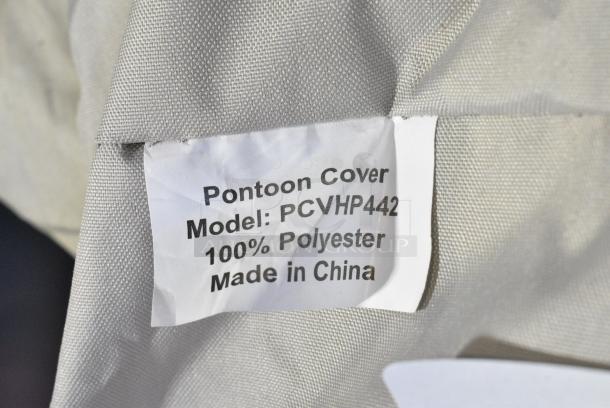 Pontoon Cover
Model: PCVHP442
100% Polyester
Made in China